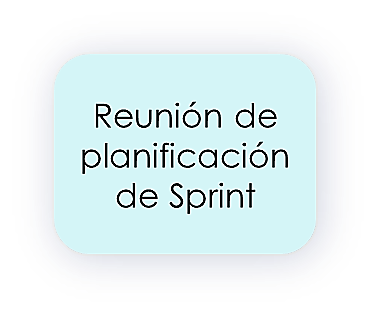 Reunión de
planificación
de Sprint